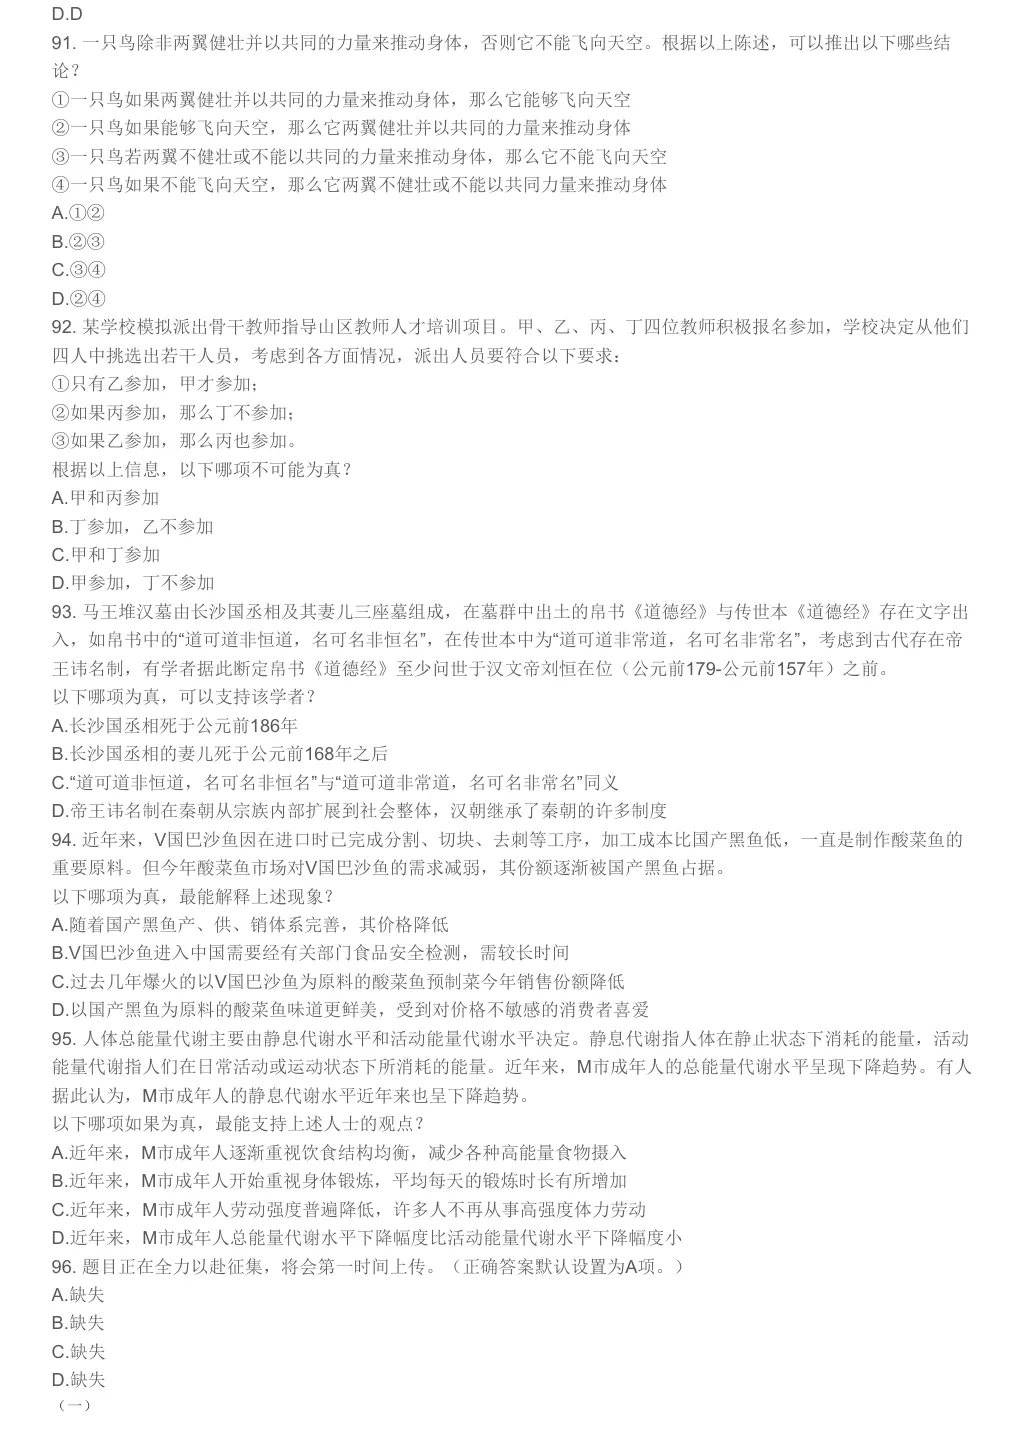 D.D
91. 一只鸟除非两翼健壮并以共同的力量来推动身体，否则它不能飞向天空。根据以上陈述，可以推出以下哪些结
论？
①一只鸟如果两翼健壮并以共同的力量来推动身体，那么它能够飞向天空
②一只鸟如果能够飞向天空，那么它两翼健壮并以共同的力量来推动身体
③一只鸟若两翼不健壮或不能以共同的力量来推动身体，那么它不能飞向天空
④一只鸟如果不能飞向天空，那么它两翼不健壮或不能以共同力量来推动身体
A.①②
B.②③
C.③④
D.②④
92. 某学校模拟派出骨干教师指导山区教师人才培训项目。甲、乙、丙、丁四位教师积极报名参加，学校决定从他们
四人中挑选出若干人员，考虑到各方面情况，派出人员要符合以下要求：
①只有乙参加，甲才参加；
②如果丙参加，那么丁不参加；
③如果乙参加，那么丙也参加。
根据以上信息，以下哪项不可能为真？
A.甲和丙参加
B.丁参加，乙不参加
C.甲和丁参加
D.甲参加，丁不参加
93. 马王堆汉墓由长沙国丞相及其妻儿三座墓组成，在墓群中出土的帛书《道德经》与传世本《道德经》存在文字出
入，如帛书中的“道可道非恒道，名可名非恒名”，在传世本中为“道可道非常道，名可名非常名”，考虑到古代存在帝
王讳名制，有学者据此断定帛书《道德经》至少问世于汉文帝刘恒在位（公元前179-公元前157年）之前。
以下哪项为真，可以支持该学者？
A.长沙国丞相死于公元前186年
B.长沙国丞相的妻儿死于公元前168年之后
C.“道可道非恒道，名可名非恒名”与“道可道非常道，名可名非常名”同义
D.帝王讳名制在秦朝从宗族内部扩展到社会整体，汉朝继承了秦朝的许多制度
94. 近年来，V国巴沙鱼因在进口时已完成分割、切块、去刺等工序，加工成本比国产黑鱼低，一直是制作酸菜鱼的
重要原料。但今年酸菜鱼市场对V国巴沙鱼的需求减弱，其份额逐渐被国产黑鱼占据。
以下哪项为真，最能解释上述现象？
A.随着国产黑鱼产、供、销体系完善，其价格降低
B.V国巴沙鱼进入中国需要经有关部门食品安全检测，需较长时间
C.过去几年爆火的以V国巴沙鱼为原料的酸菜鱼预制菜今年销售份额降低
D.以国产黑鱼为原料的酸菜鱼味道更鲜美，受到对价格不敏感的消费者喜爱
95. 人体总能量代谢主要由静息代谢水平和活动能量代谢水平决定。静息代谢指人体在静止状态下消耗的能量，活动
能量代谢指人们在日常活动或运动状态下所消耗的能量。近年来，M市成年人的总能量代谢水平呈现下降趋势。有人
据此认为，M市成年人的静息代谢水平近年来也呈下降趋势。
以下哪项如果为真，最能支持上述人士的观点？
A.近年来，M市成年人逐渐重视饮食结构均衡，减少各种高能量食物摄入
B.近年来，M市成年人开始重视身体锻炼，平均每天的锻炼时长有所增加
C.近年来，M市成年人劳动强度普遍降低，许多人不再从事高强度体力劳动
D.近年来，M市成年人总能量代谢水平下降幅度比活动能量代谢水平下降幅度小
96. 题目正在全力以赴征集，将会第一时间上传。（正确答案默认设置为A项。）
A.缺失
B.缺失
C.缺失
D.缺失
（一）